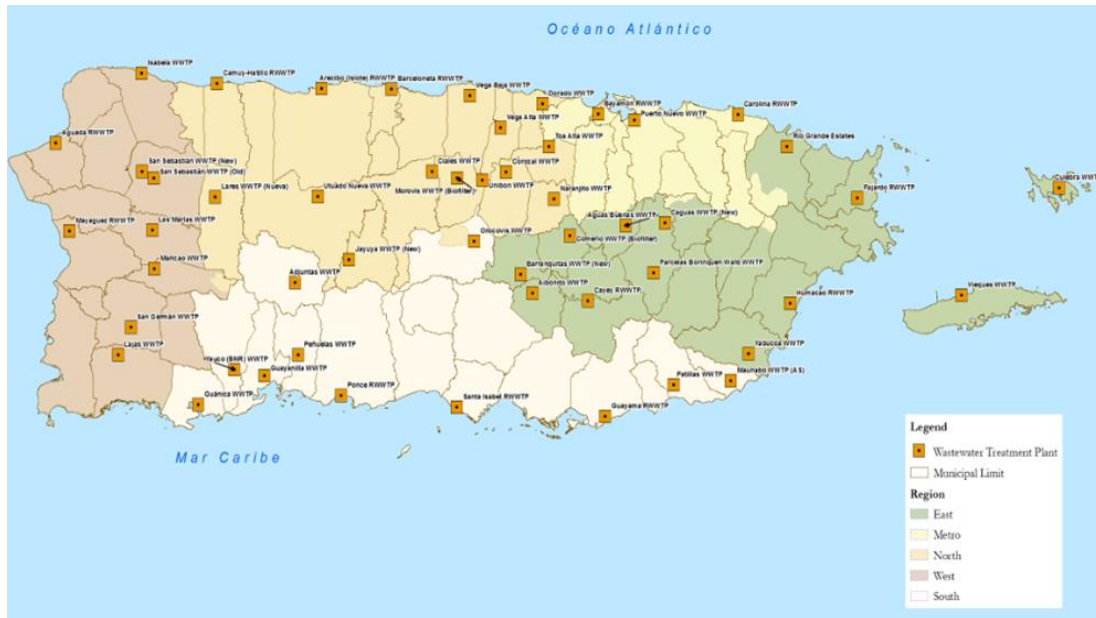 Océano Atlántico
Isabela WWTP
Camuy-Hatillo RWWTP
Arecibo (Islote) RWWTP
Barceloneta RWWTP
Vega Baja WWTP
Dorado WWTP
Bayamón RWWTP
Puerto Nuevo WWTP
Carolina RWWTP
Vega Alta WWTP
Aguada RWWTP
Toa Alta WWTP
Rio Grande Estates
San Sebastián WWTP (New)
San Sebastián WWTP (Old)
Ciales WWTP
Corozal WWTP
Unibon WWTP
Morovis WWTP (Biofilter)
Culebra WWT
Lares WWTP (Nueva)
Utuado Nueva WWTP
Naranjito WWTP
Fajardo RWWTP
Mayaguez RWWTP
Las Marias WWTP
Aguas Buenas WWTP
Caguas WWTP (New)
Orocovis WWTP
Comerio WWTP (Biofilter)
Jayuya WWTP (New)
Maricao WWTP
Adjuntas WWTP
Barranquitas WWTP (New)
Parcelas Borinquen Ward WWTP
Aibonito WWTP
Cayey RWWTP
Humacao RWWTP
Vieques WWTP
San Germán WWTP
Lajas WWTP
Yauco (BNR) WWTP
Peñuelas WWTP
Guayanilla WWTP
Yabucoa WWTP
Maunabo WWTP (AS)
Patillas WWTP
Guánica WWTP
Ponce RWWTP
Santa Isabel RWWTP
Guayama RWWTP
Mar Caribe
Legend
Wastewater Treatment Plant
Municipal Limit
Region
East
Metro
North
West
South